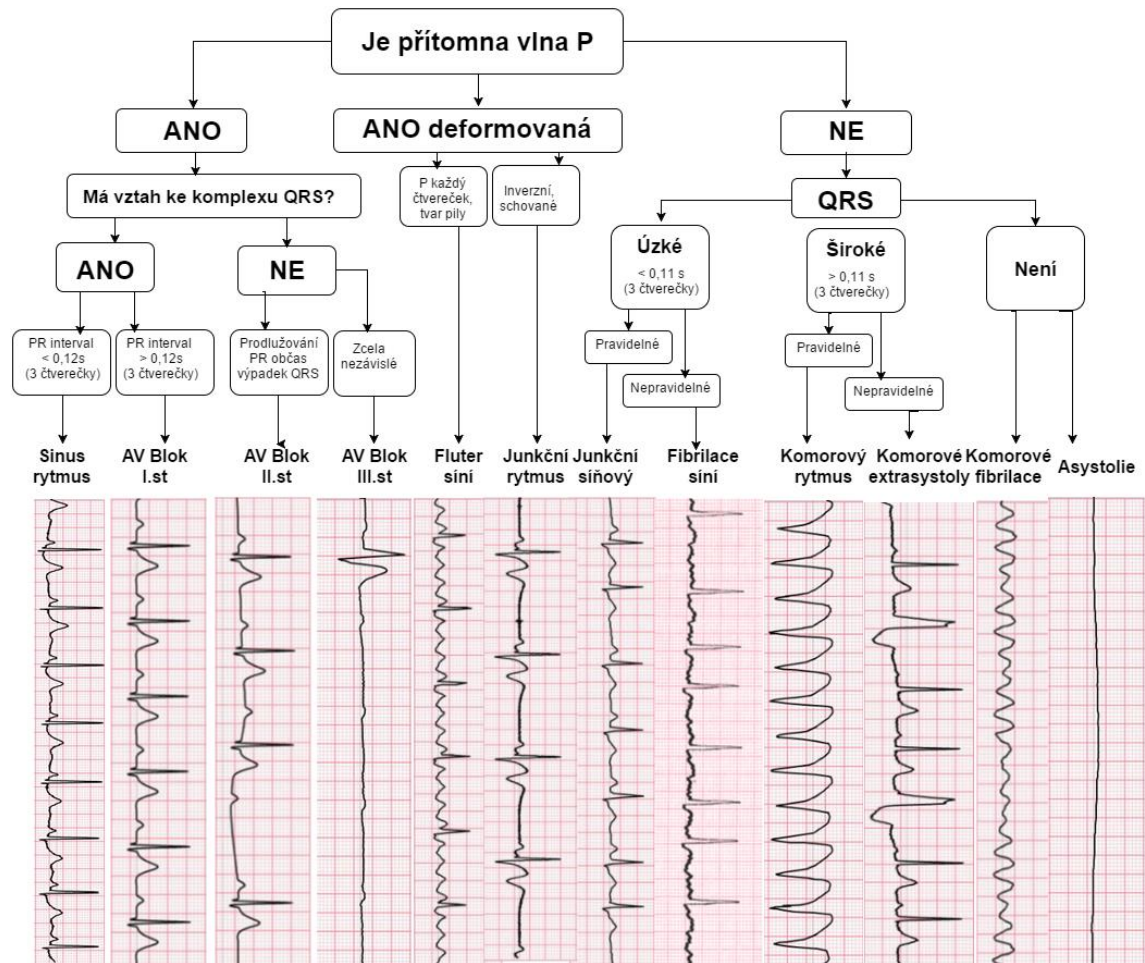 Je přítomna vlna P
ANO
ANO deformovaná
NE
Má vztah ke komplexu QRS?
P každý
čtvereček,
tvar pily
Inverzní,
schované
QRS
ANO
NE
Úzké
< 0,11 s
(3 čtverečky)
Široké
> 0,11 s
(3 čtverečky)
Není
PR interval
< 0,12s
(3 čtverečky)
PR interval
> 0,12s
(3 čtverečky)
Prodlužování
PR občas
výpadek QRS
Zcela
nezávislé
Pravidelné
Nepravidelné
Pravidelné
Nepravidelné
Sinus
rytmus
AV Blok
I.st
AV Blok
II.st
AV Blok
III.st
Fluter
síní
Junkční
rytmus
Junkční
síňový
Fibrilace
síní
Komorový
rytmus
Komorové
extrasystoly
Komorové
fibrilace
Asystolie